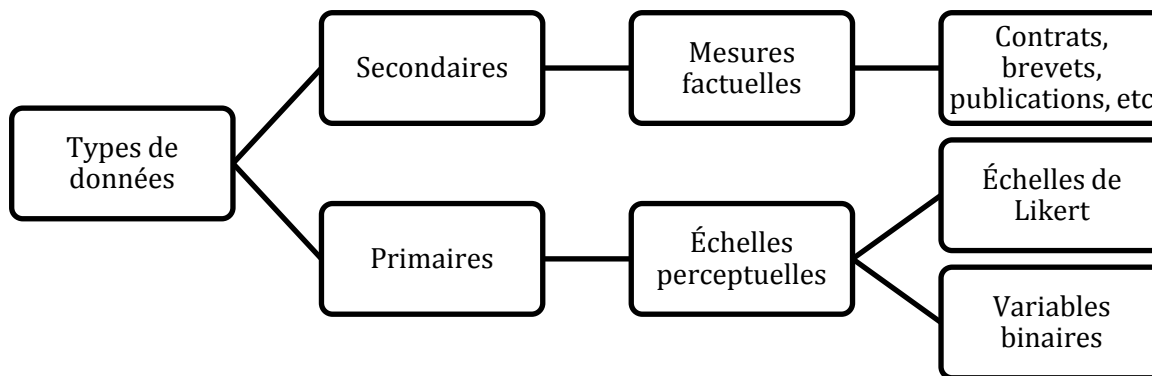 Types de
données
Secondaires
Mesures
factuelles
Contrats,
brevets,
publications, etc
Primaires
Échelles
perceptuelles
Échelles de
Likert
Variables
binaires